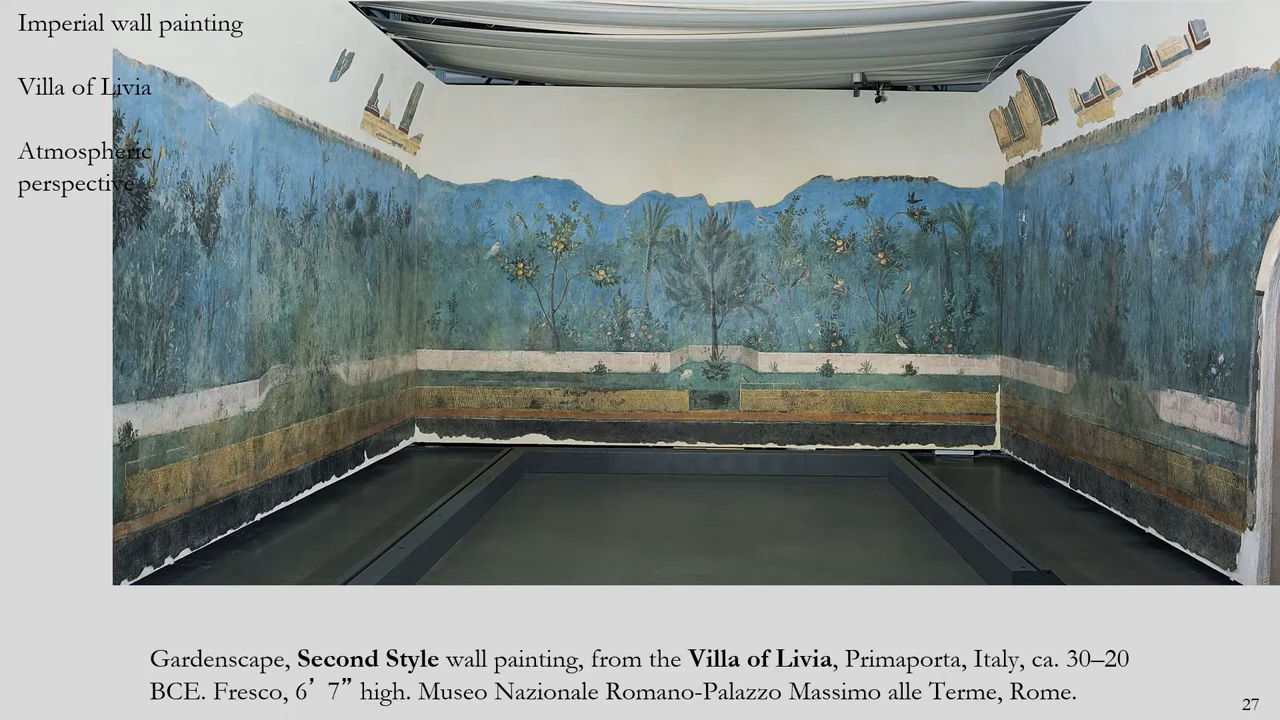 Imperial wall painting
Villa of Livia
Atmospheric
perspective
Gardenscape, Second Style wall painting, from the Villa of Livia, Primaporta, Italy, ca. 30–20
BCE. Fresco, 6’ 7” high. Museo Nazionale Romano-Palazzo Massimo alle Terme, Rome.
27